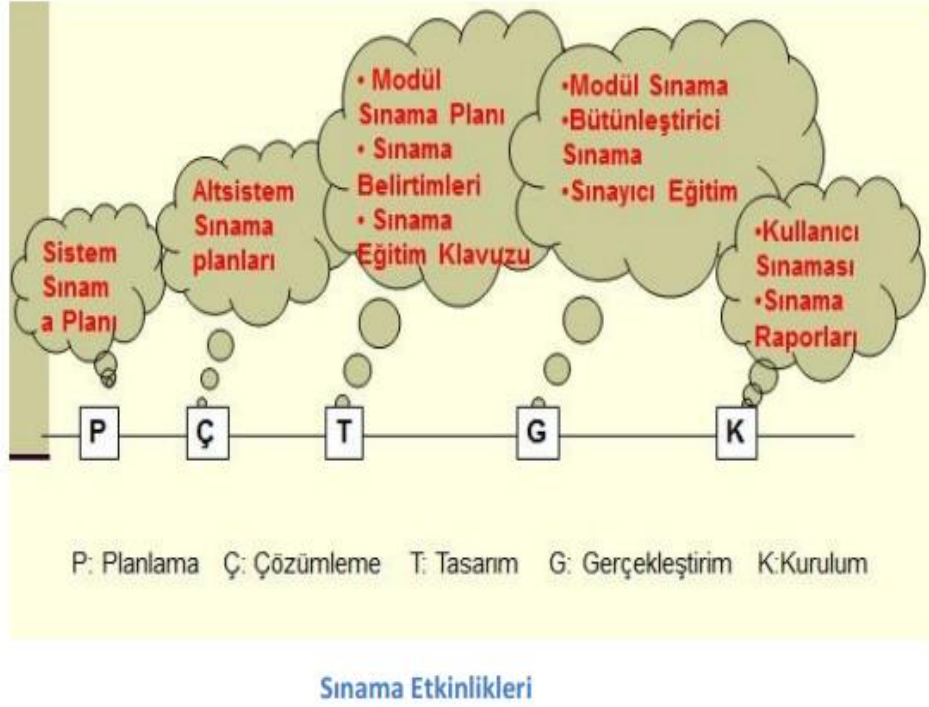 Sistem
Sınam
a Planı
Altsistem
Sınama
planları
• Modül
Sınama Planı
• Sınama
Belirtimleri
• Sınama
Eğitim Klavuzu
•Modül Sınama
•Bütünleştirici
Sınama
•Sınayıcı Eğitim
•Kullanıcı
Sınaması
•Sınama
Raporları
P
Ç
T
G
K
P: Planlama Ç: Çözümleme T: Tasarım G: Gerçekleştirim K:Kurulum
Sınama Etkinlikleri